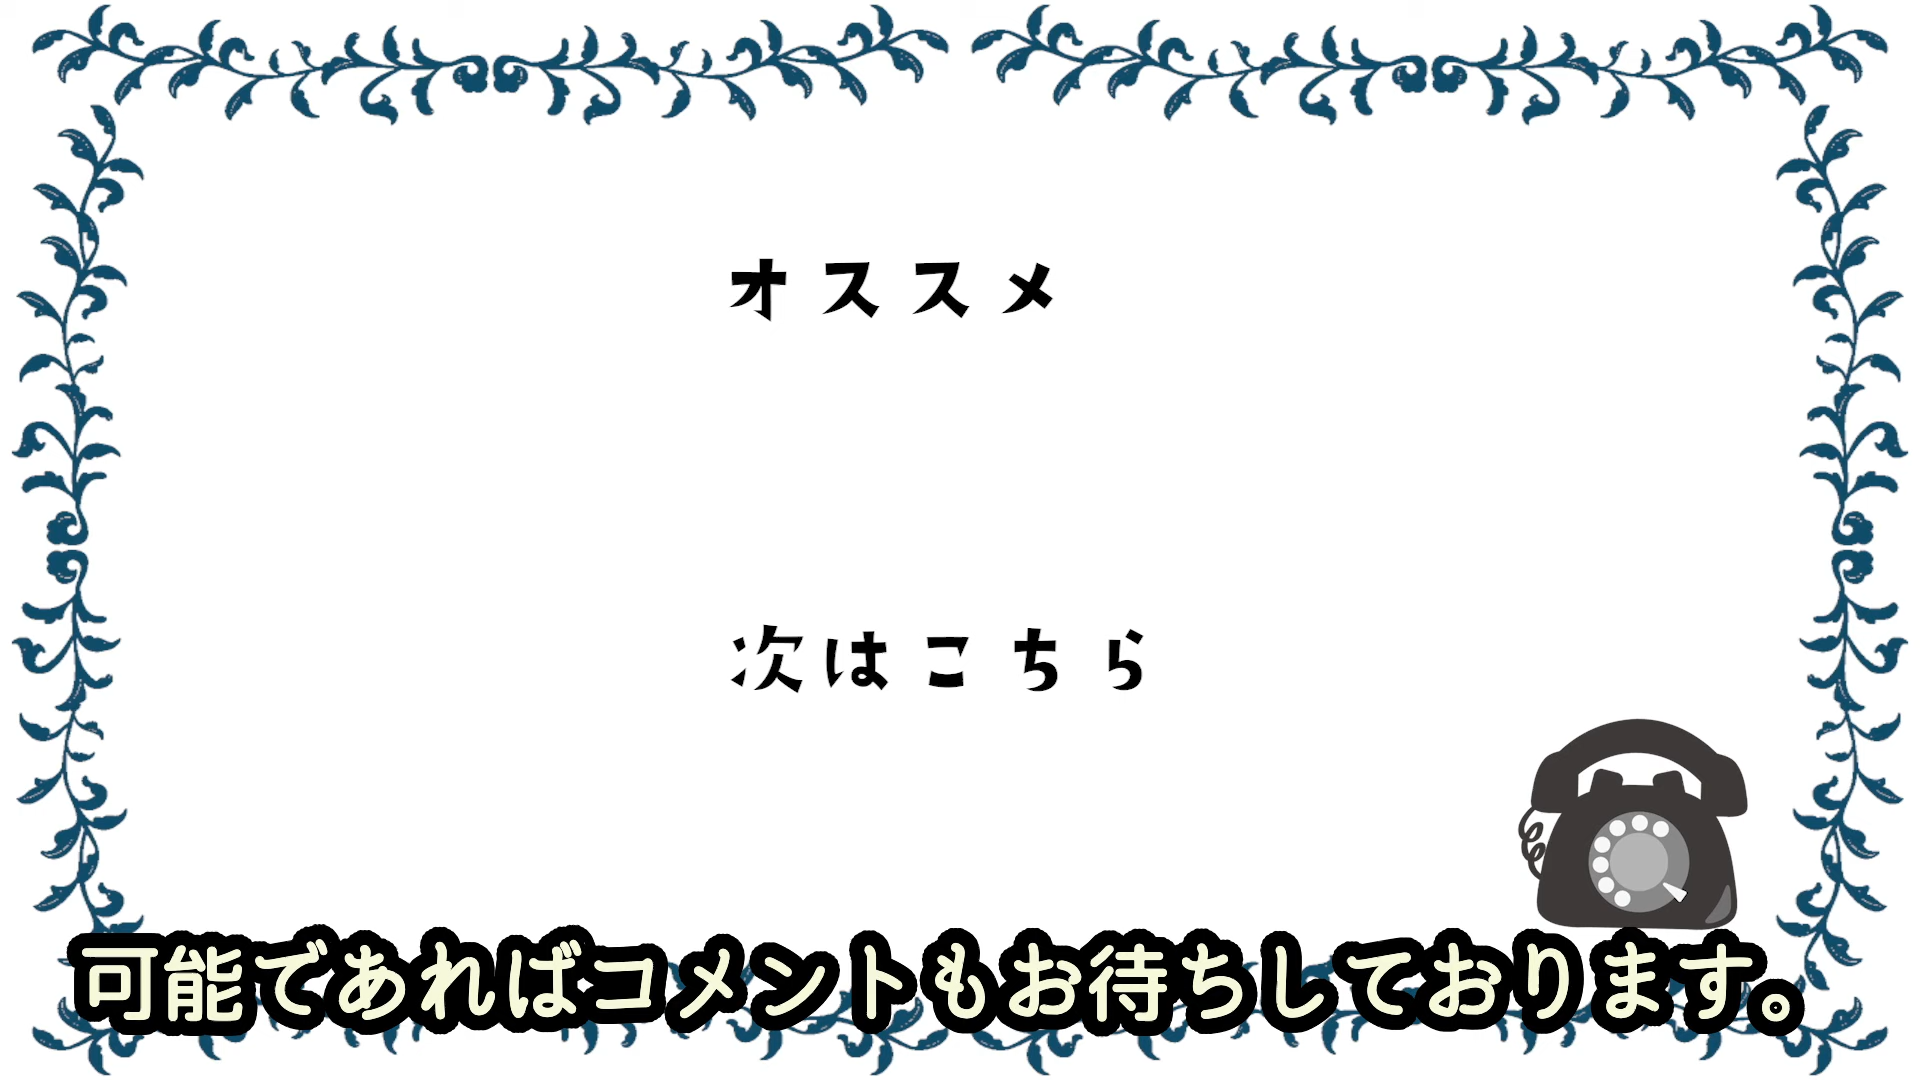 オススメ
次はこちら
可能であればコメントもお待ちしております。